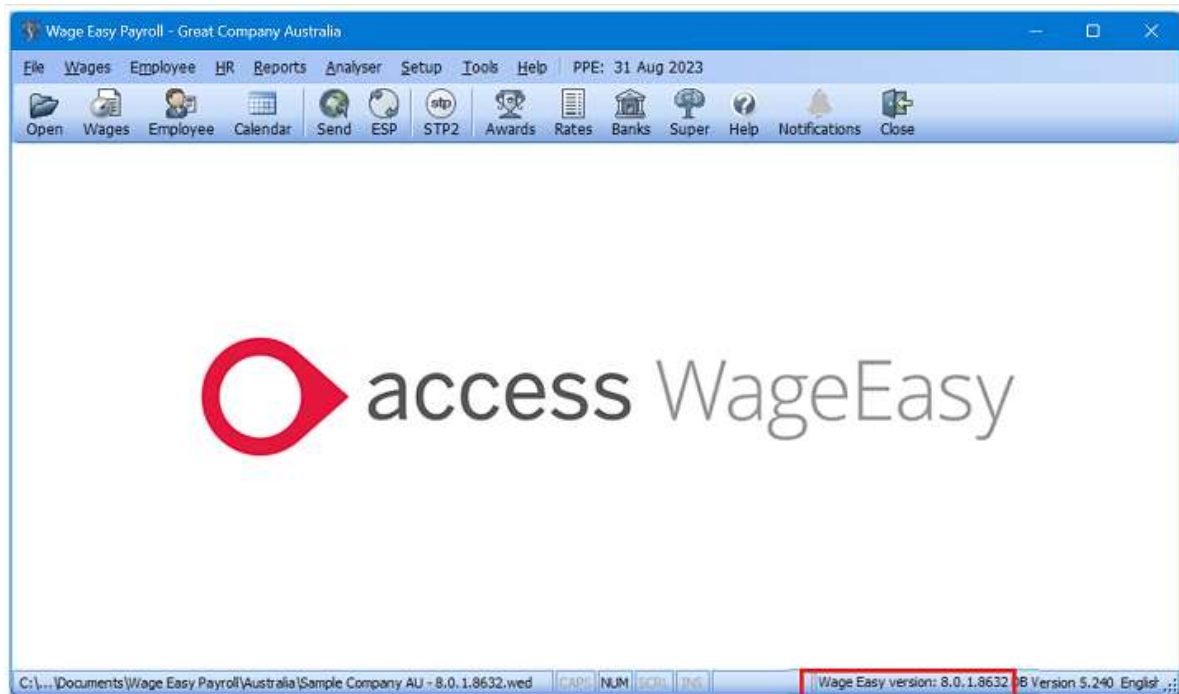 Wage Easy Payroll - Great Company Australia
File Wages Employee HR Reports Analyser Setup Tools Help PPE: 31 Aug 2023
Open Wages Employee Calendar Send ESP stp STP2 Awards Rates Banks Super Help Notifications Close
access WageEasy
C:\...\Documents\Wage Easy Payroll\Australia\Sample Company AU - 8.0.1.8632.wed CAPS NUM SCRL INS Wage Easy version: 8.0.1.8632 DB Version 5.240 English